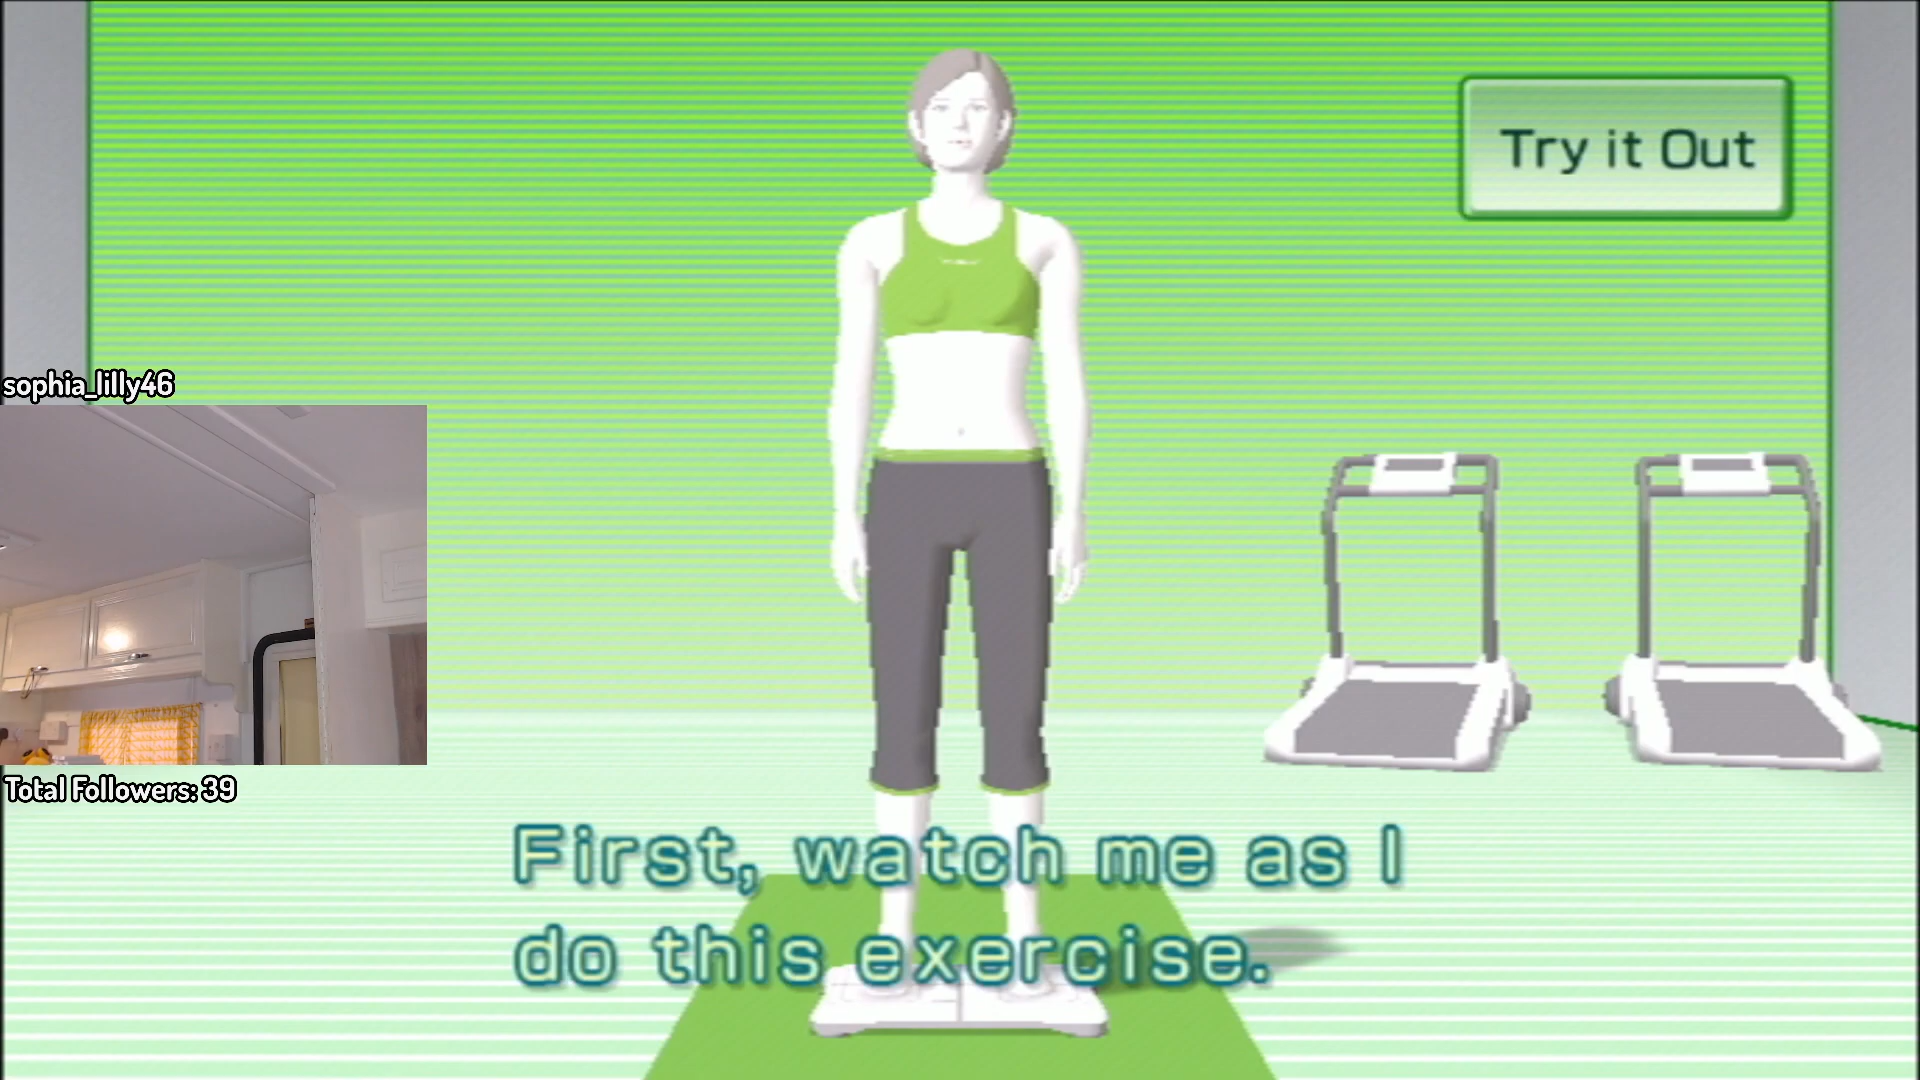 Try it Out
sophia_lilly46
Total Followers: 39
First, watch me as I
do this exercise.